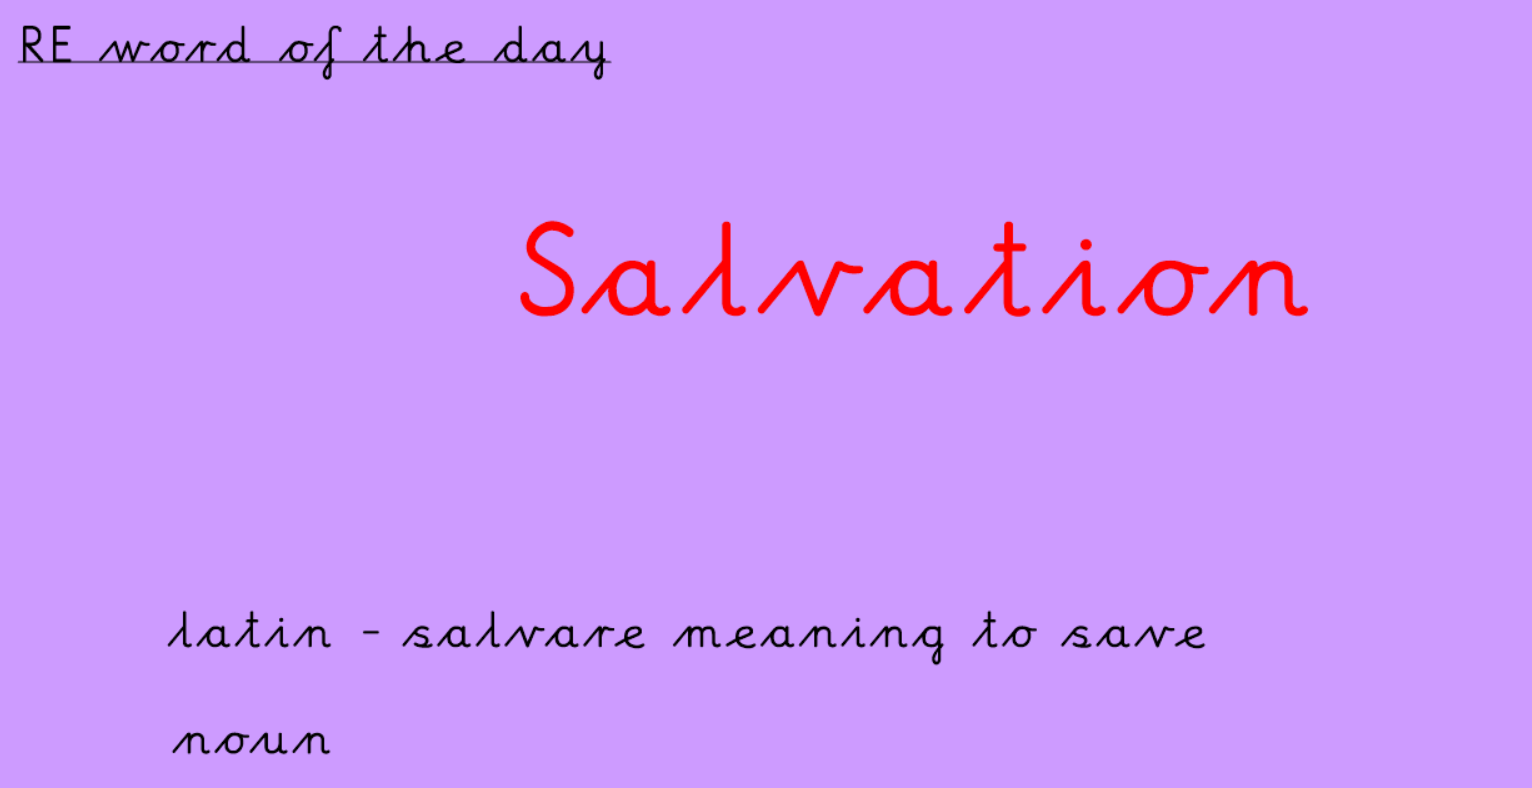 RE word of the day
Salvation
latin - salvare meaning to save
noun